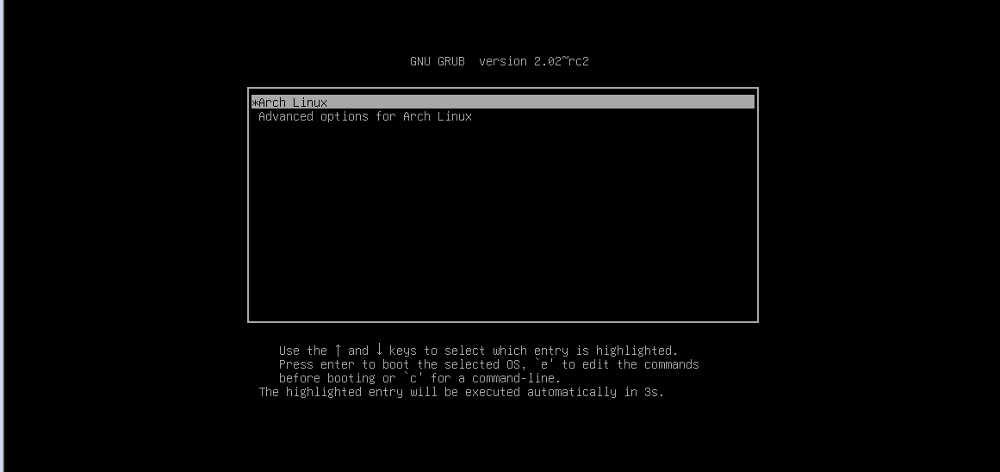 GNU GRUB  version 2.02~rc2
*Arch Linux
Advanced options for Arch Linux
Use the ↑ and ↓ keys to select which entry is highlighted.
Press enter to boot the selected OS, `e' to edit the commands
before booting or `c' for a command-line.
The highlighted entry will be executed automatically in 3s.